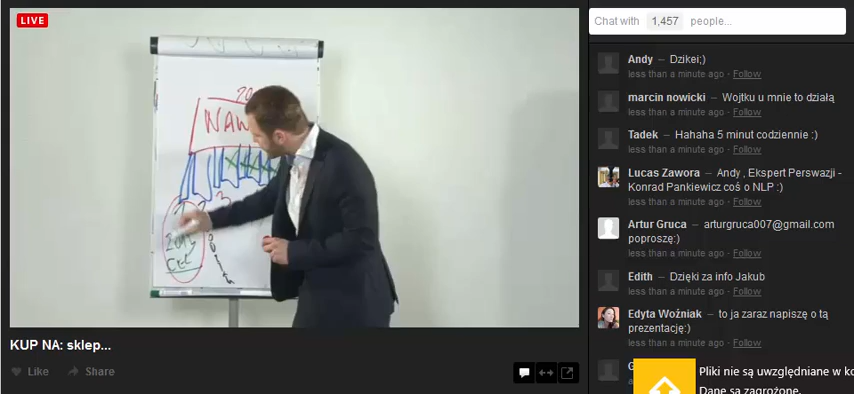 LIVE
20
NAW
3
KUP NA: sklep...
Like
Share
Chat with 1,457 people...
Andy – Dzikei;)
less than a minute ago · Follow
marcin nowicki – Wojtku u mnie to działą
less than a minute ago · Follow
Tadek – Hahaha 5 minut codziennie :)
less than a minute ago · Follow
Lucas Zawora – Andy , Ekspert Perswazji -
Konrad Pankiewicz coś o NLP :)
less than a minute ago · Follow
Artur Gruca – arturgruca007@gmail.com
poproszę:)
less than a minute ago · Follow
Edith – Dzięki za info Jakub
less than a minute ago · Follow
Edyta Woźniak – to ja zaraz napiszę o tą
prezentację:)
less than a minute ago · Follow
G
Pliki nie są uwzględniane w ko
Dane są zagrożone.